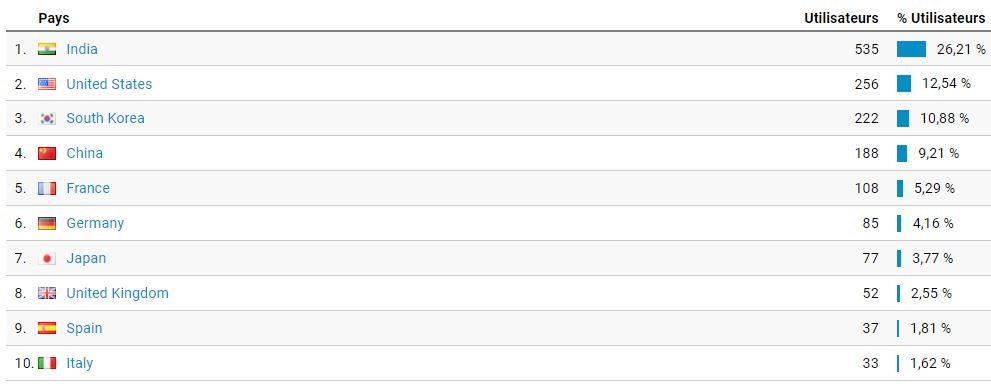 Pays Utilisateurs % Utilisateurs
1. India 535 26,21 %
2. United States 256 12,54 %
3. South Korea 222 10,88 %
4. China 188 9,21 %
5. France 108 5,29 %
6. Germany 85 4,16 %
7. Japan 77 3,77 %
8. United Kingdom 52 2,55 %
9. Spain 37 1,81 %
10. Italy 33 1,62 %